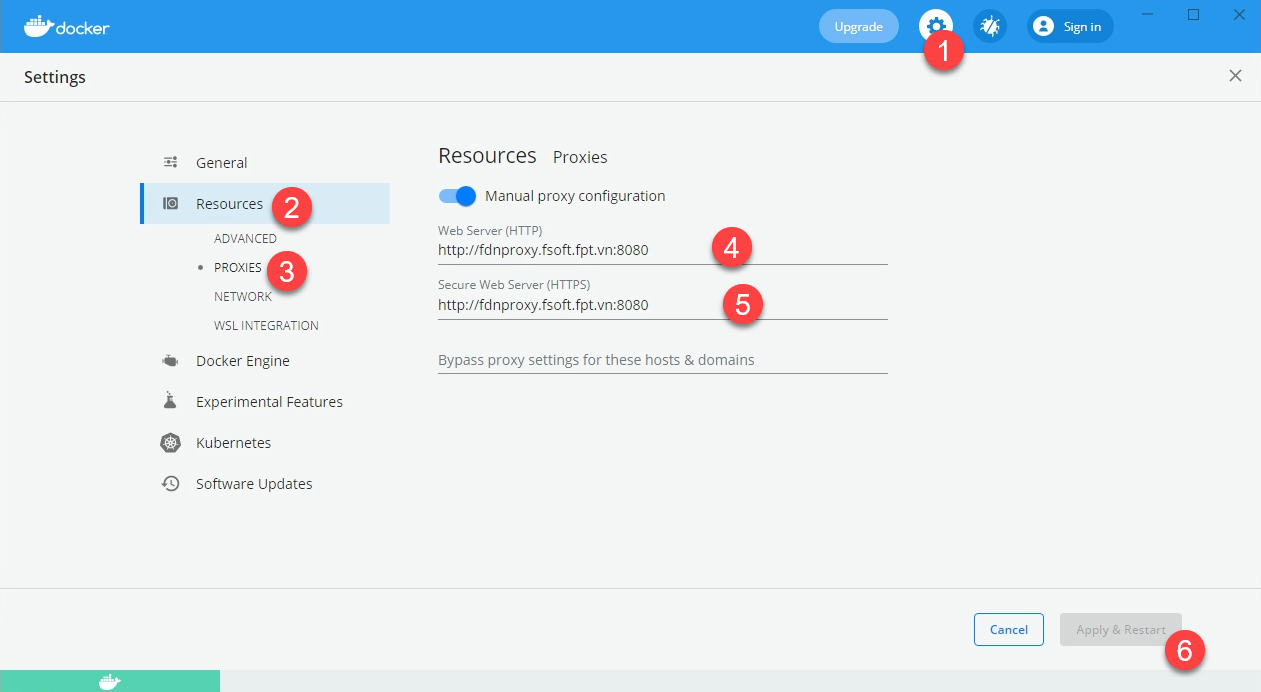 docker
Upgrade
1
Sign in
Settings
General
Resources 2
ADVANCED
PROXIES 3
NETWORK
WSL INTEGRATION
Docker Engine
Experimental Features
Kubernetes
Software Updates
Resources Proxies
Manual proxy configuration
Web Server (HTTP)
http://fdnproxy.fsoft.fpt.vn:8080 4
Secure Web Server (HTTPS)
http://fdnproxy.fsoft.fpt.vn:8080 5
Bypass proxy settings for these hosts & domains
Cancel
Apply & Restart 6